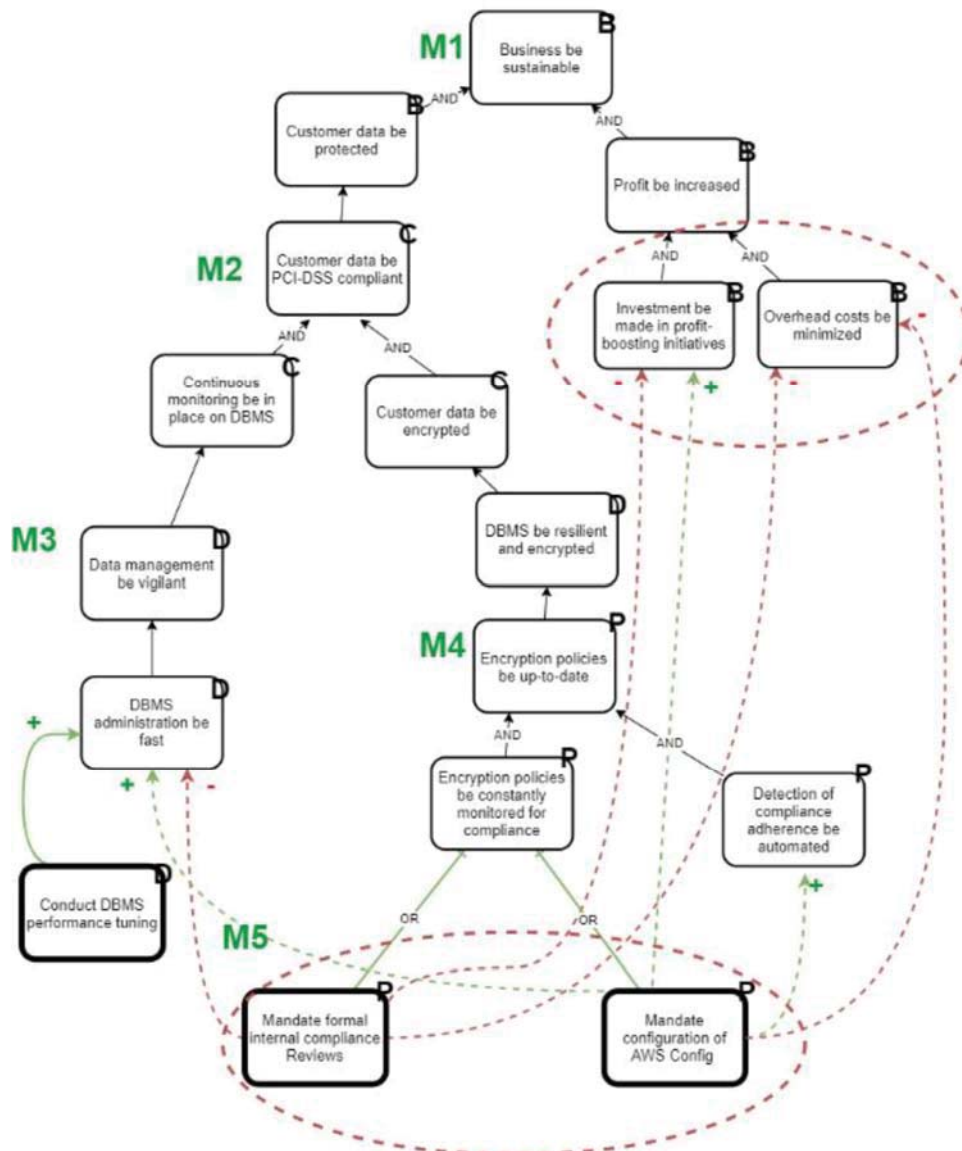 M1
B
Business be
sustainable
AND
B
Customer data be
protected
AND
B
Profit be increased
M2
C
Customer data be
PCI-DSS compliant
AND
AND
B
Investment be
made in profit-
boosting initiatives
B
Overhead costs be
minimized
-
AND
C
Continuous
monitoring be in
place on DBMS
AND
C
Customer data be
encrypted
-
+
-
M3
D
Data management
be vigilant
D
DBMS be resilient
and encrypted
M4
P
Encryption policies
be up-to-date
D
DBMS
administration be
fast
+
+
-
AND
AND
P
Encryption policies
be constantly
monitored for
compliance
P
Detection of
compliance
adherence be
automated
+
D
Conduct DBMS
performance tuning
OR
OR
M5
P
Mandate formal
internal compliance
Reviews
P
Mandate
configuration of
AWS Config